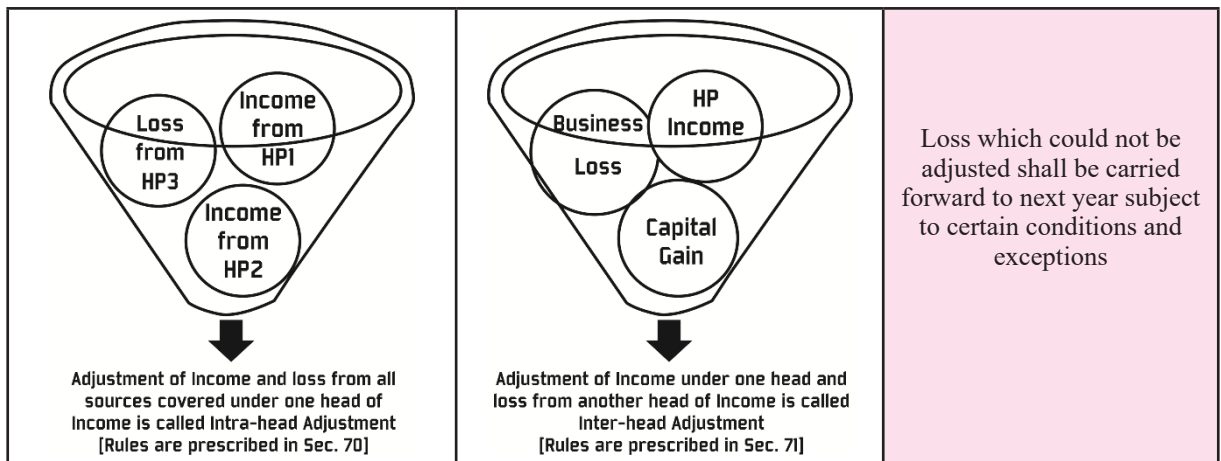 Loss
from
HP3
Income
from
HP1
Income
from
HP2
Adjustment of Income and loss from all
sources covered under one head of
Income is called Intra-head Adjustment
[Rules are prescribed in Sec. 70]
Business
Loss
HP
Income
Capital
Gain
Adjustment of Income under one head and
loss from another head of Income is called
Inter-head Adjustment
[Rules are prescribed in Sec. 71]
Loss which could not be
adjusted shall be carried
forward to next year subject
to certain conditions and
exceptions